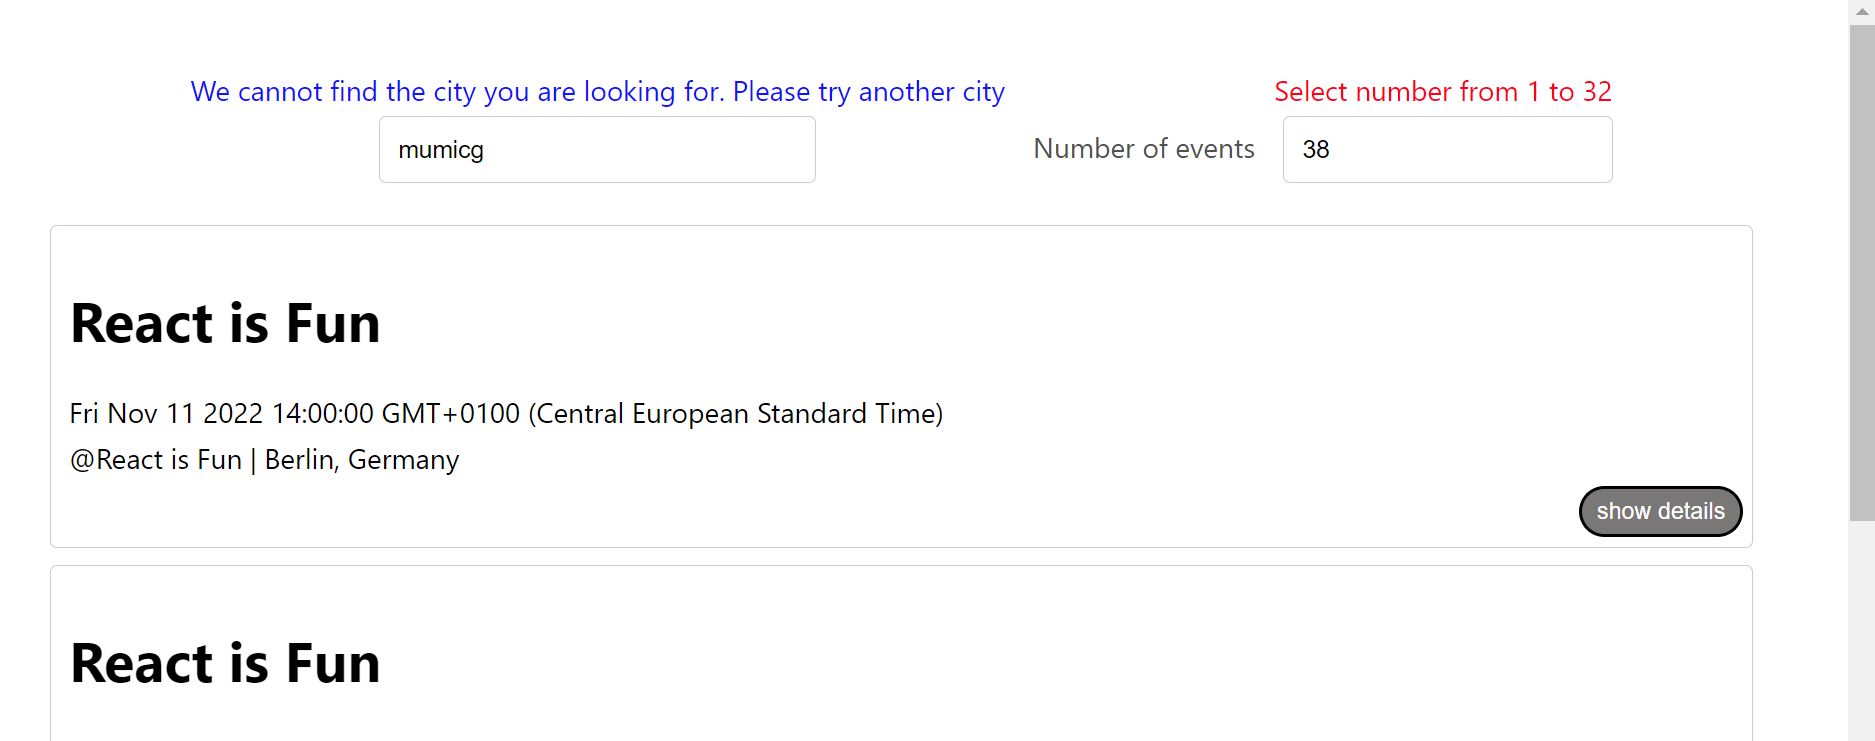 We cannot find the city you are looking for. Please try another city
Select number from 1 to 32
mumicg
Number of events
38
React is Fun
Fri Nov 11 2022 14:00:00 GMT+0100 (Central European Standard Time)
@React is Fun | Berlin, Germany
show details
React is Fun